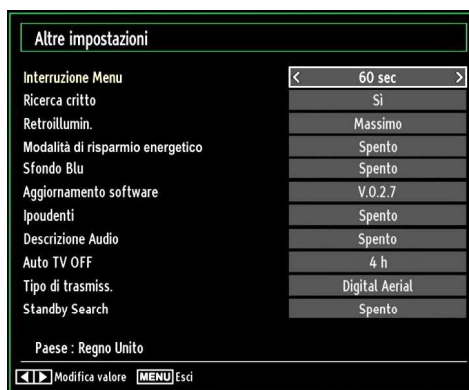 Altre impostazioni
Interruzione Menu < 60 sec >
Ricerca critto Sì
Retroillumin. Massimo
Modalità di risparmio energetico Spento
Sfondo Blu Spento
Aggiornamento software V.0.2.7
Ipoudenti Spento
Descrizione Audio Spento
Auto TV OFF 4 h
Tipo di trasmiss. Digital Aerial
Standby Search Spento
Paese : Regno Unito
Modifica valore MENU Esci